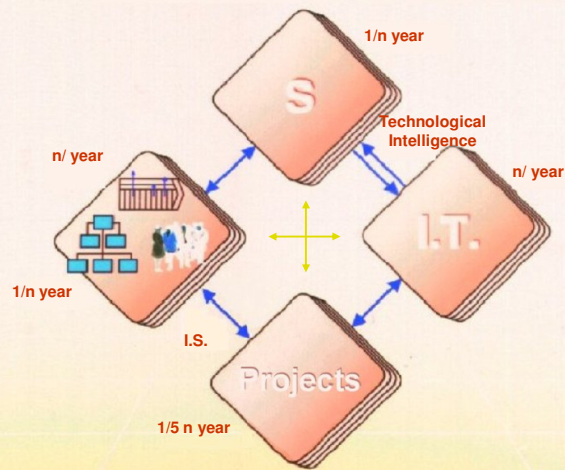 1/n year
S
Technological
Intelligence
n/ year
n/ year
I.T.
1/n year
I.S.
Projects
1/5 n year